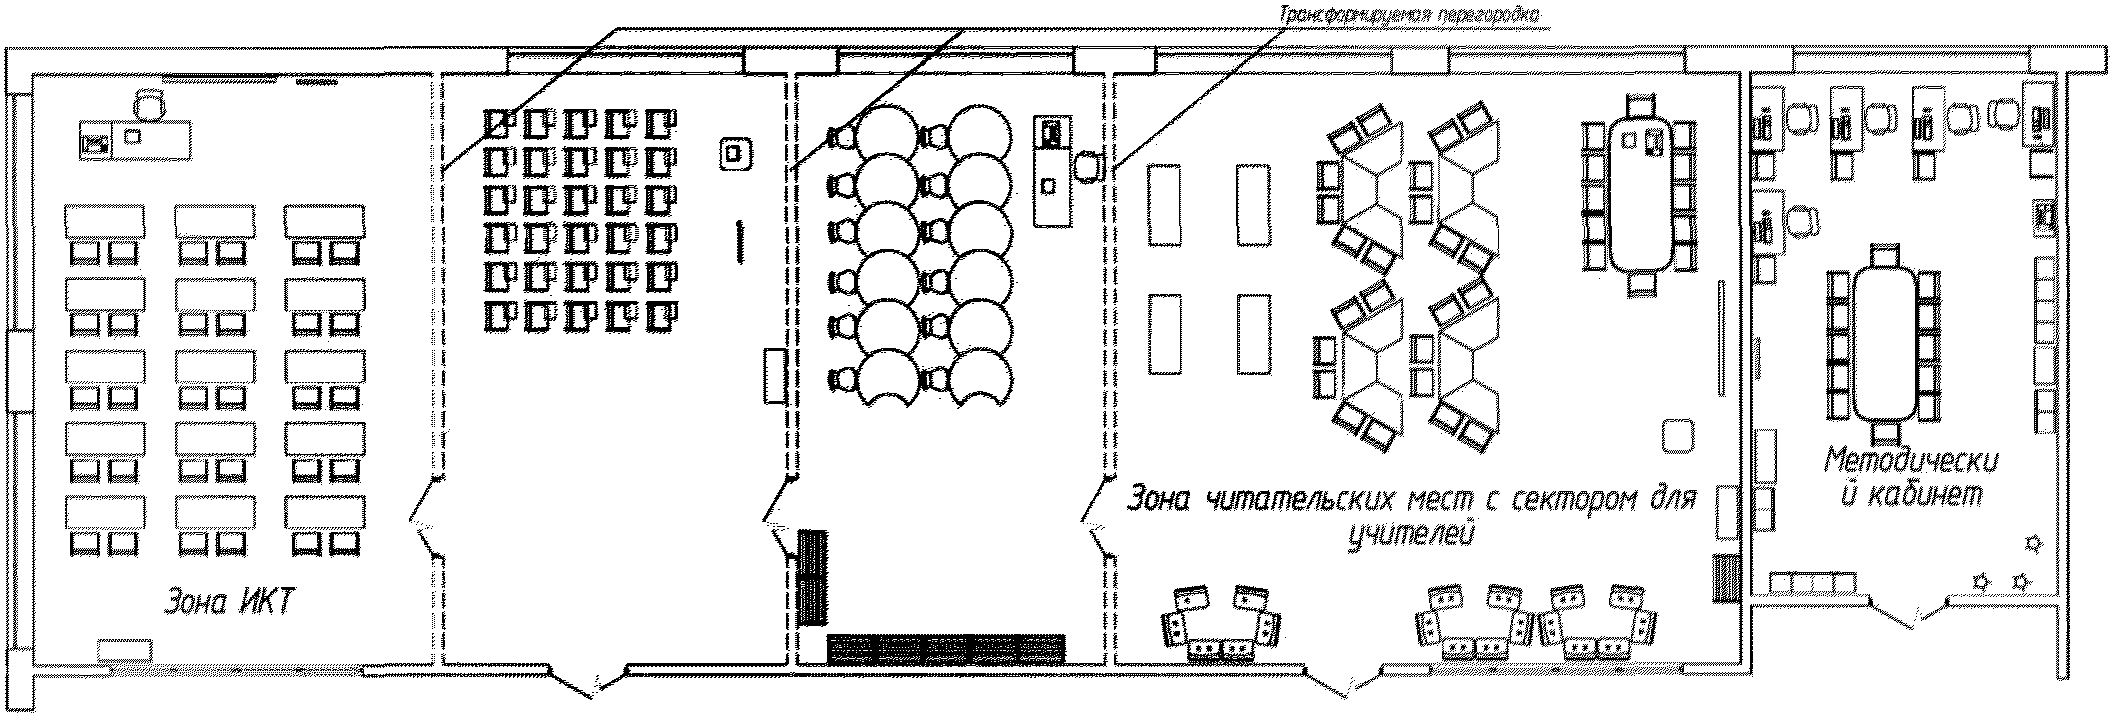 Трансформируемая перегородка
Зона читательских мест с сектором для
учителей
Методически
й кабинет
Зона ИКТ